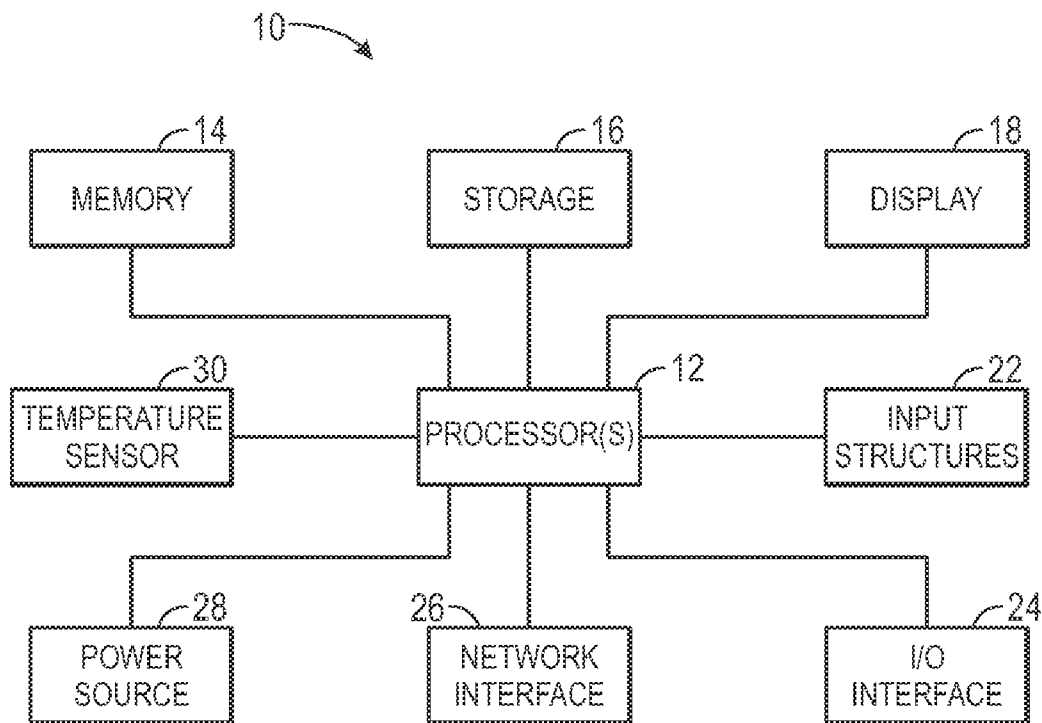 10
14
MEMORY
16
STORAGE
18
DISPLAY
30
TEMPERATURE
SENSOR
12
PROCESSOR(S)
22
INPUT
STRUCTURES
28
POWER
SOURCE
26
NETWORK
INTERFACE
24
I/O
INTERFACE